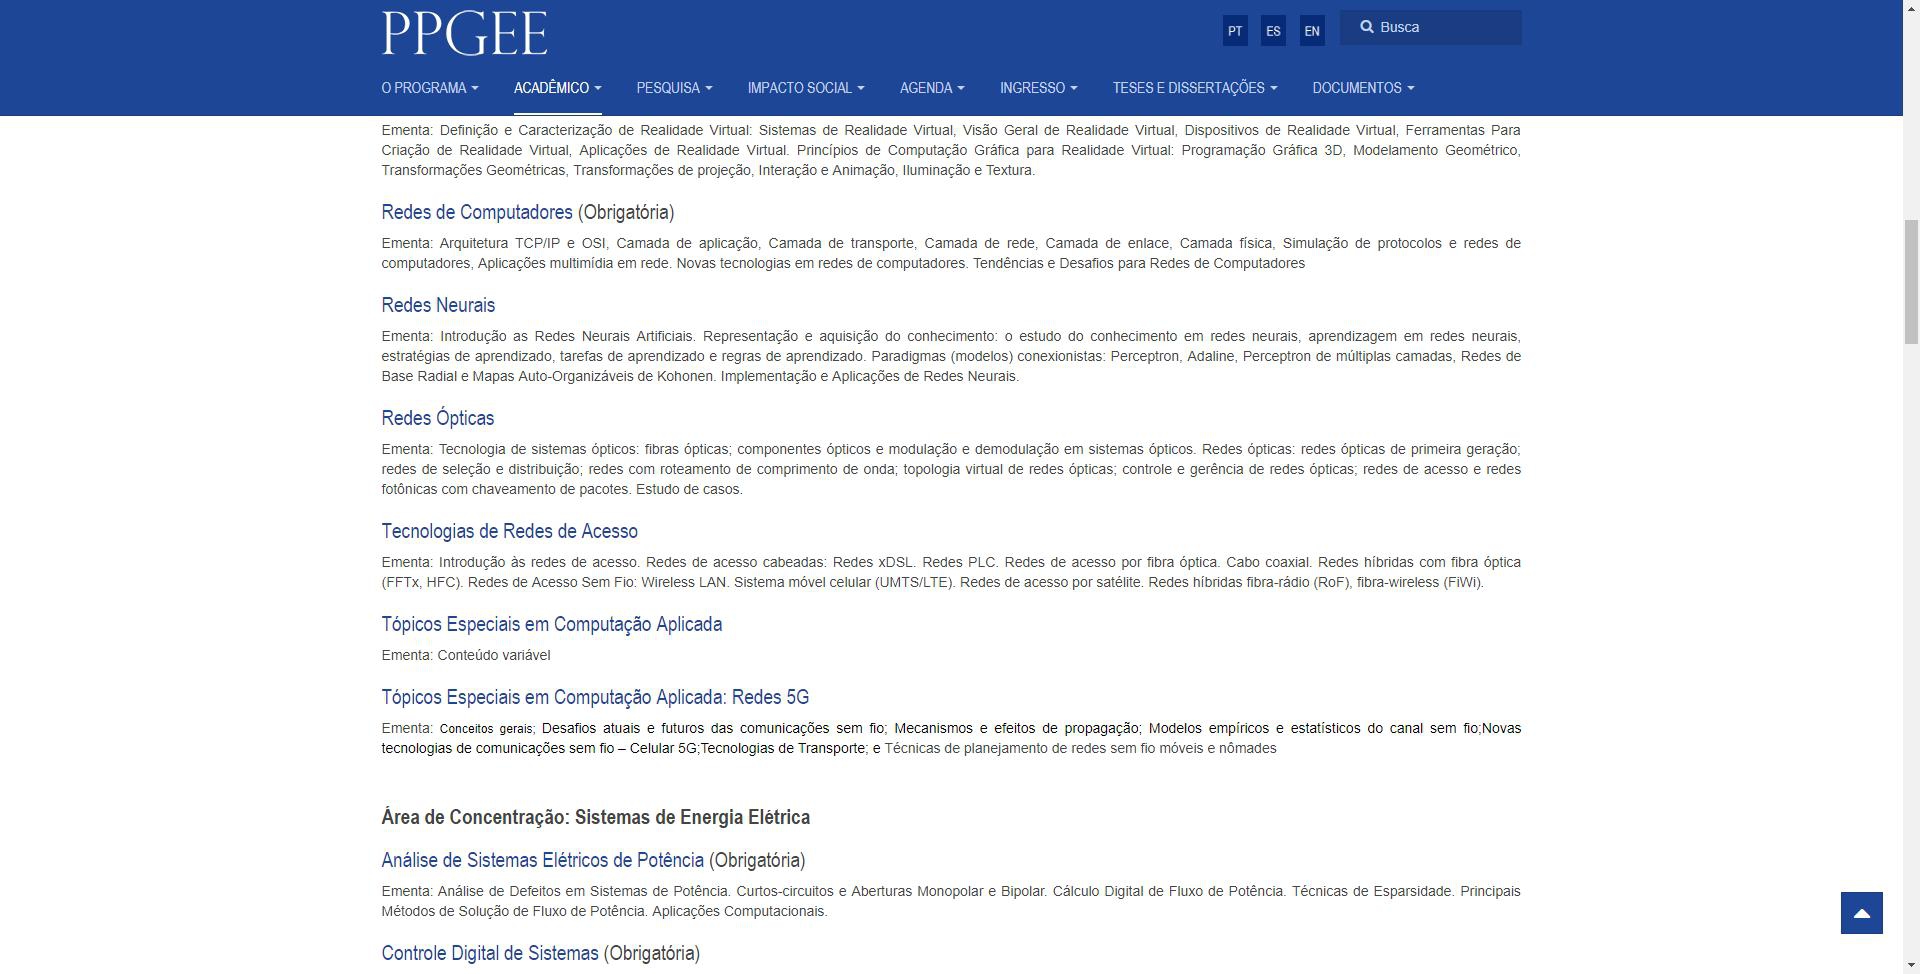 PPGEE
PT ES EN Busca
O PROGRAMA ACADÊMICO PESQUISA IMPACTO SOCIAL AGENDA INGRESSO TESES E DISSERTAÇÕES DOCUMENTOS
Ementa: Definição e Caracterização de Realidade Virtual: Sistemas de Realidade Virtual, Visão Geral de Realidade Virtual, Dispositivos de Realidade Virtual, Ferramentas Para
Criação de Realidade Virtual, Aplicações de Realidade Virtual. Princípios de Computação Gráfica para Realidade Virtual: Programação Gráfica 3D, Modelamento Geométrico,
Transformações Geométricas, Transformações de projeção, Interação e Animação, Iluminação e Textura.
Redes de Computadores (Obrigatória)
Ementa: Arquitetura TCP/IP e OSI, Camada de aplicação, Camada de transporte, Camada de rede, Camada de enlace, Camada física, Simulação de protocolos e redes de
computadores, Aplicações multimídia em rede. Novas tecnologias em redes de computadores. Tendências e Desafios para Redes de Computadores
Redes Neurais
Ementa: Introdução as Redes Neurais Artificiais. Representação e aquisição do conhecimento: o estudo do conhecimento em redes neurais, aprendizagem em redes neurais,
estratégias de aprendizado, tarefas de aprendizado e regras de aprendizado. Paradigmas (modelos) conexionistas: Perceptron, Adaline, Perceptron de múltiplas camadas, Redes de
Base Radial e Mapas Auto-Organizáveis de Kohonen. Implementação e Aplicações de Redes Neurais.
Redes Ópticas
Ementa: Tecnologia de sistemas ópticos: fibras ópticas; componentes ópticos e modulação e demodulação em sistemas ópticos. Redes ópticas: redes ópticas de primeira geração;
redes de seleção e distribuição; redes com roteamento de comprimento de onda; topologia virtual de redes ópticas; controle e gerência de redes ópticas; redes de acesso e redes
fotônicas com chaveamento de pacotes. Estudo de casos.
Tecnologias de Redes de Acesso
Ementa: Introdução às redes de acesso. Redes de acesso cabeadas: Redes xDSL. Redes PLC. Redes de acesso por fibra óptica. Cabo coaxial. Redes híbridas com fibra óptica
(FFTx, HFC). Redes de Acesso Sem Fio: Wireless LAN. Sistema móvel celular (UMTS/LTE). Redes de acesso por satélite. Redes híbridas fibra-rádio (RoF), fibra-wireless (FiWi).
Tópicos Especiais em Computação Aplicada
Ementa: Conteúdo variável
Tópicos Especiais em Computação Aplicada: Redes 5G
Ementa: Conceitos gerais; Desafios atuais e futuros das comunicações sem fio; Mecanismos e efeitos de propagação; Modelos empíricos e estatísticos do canal sem fio;Novas
tecnologias de comunicações sem fio – Celular 5G;Tecnologias de Transporte; e Técnicas de planejamento de redes sem fio móveis e nômades
Área de Concentração: Sistemas de Energia Elétrica
Análise de Sistemas Elétricos de Potência (Obrigatória)
Ementa: Análise de Defeitos em Sistemas de Potência. Curtos-circuitos e Aberturas Monopolar e Bipolar. Cálculo Digital de Fluxo de Potência. Técnicas de Esparsidade. Principais
Métodos de Solução de Fluxo de Potência. Aplicações Computacionais.
Controle Digital de Sistemas (Obrigatória)